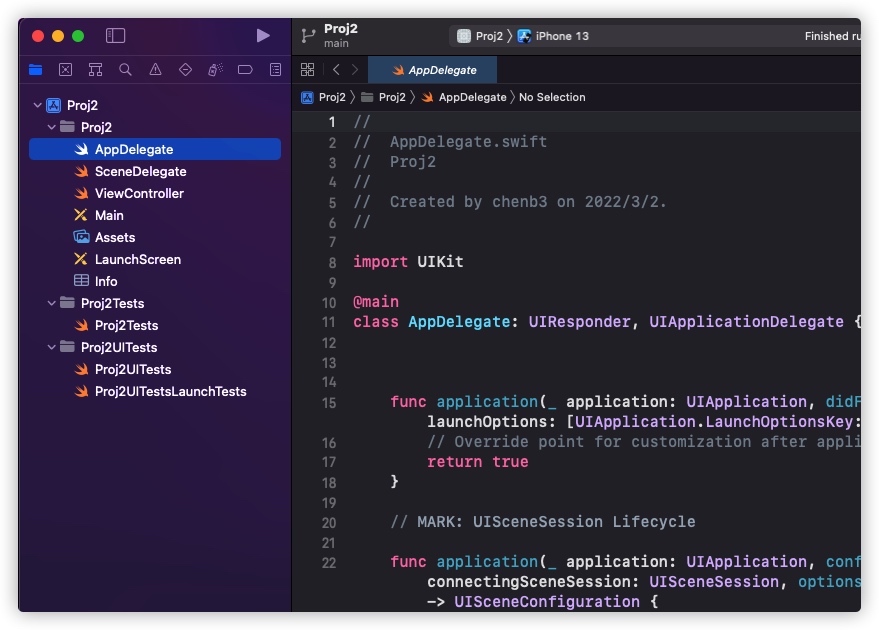 Proj2
main
Proj2 〉 iPhone 13
Finished ru
AppDelegate
Proj2 〉 Proj2 〉 AppDelegate 〉 No Selection
Proj2
Proj2
AppDelegate
SceneDelegate
ViewController
Main
Assets
LaunchScreen
Info
Proj2Tests
Proj2Tests
Proj2UITests
Proj2UITests
Proj2UITestsLaunchTests
1 //
2 //  AppDelegate.swift
3 //  Proj2
4 //
5 //  Created by chenb3 on 2022/3/2.
6 //
7
8 import UIKit
9
10 @main
11 class AppDelegate: UIResponder, UIApplicationDelegate {
12
13
14
15     func application(_ application: UIApplication, didF
launchOptions: [UIApplication.LaunchOptionsKey:
16         // Override point for customization after appli
17         return true
18     }
19
20     // MARK: UISceneSession Lifecycle
21
22     func application(_ application: UIApplication, conf
connectingSceneSession: UISceneSession, options
-> UISceneConfiguration {